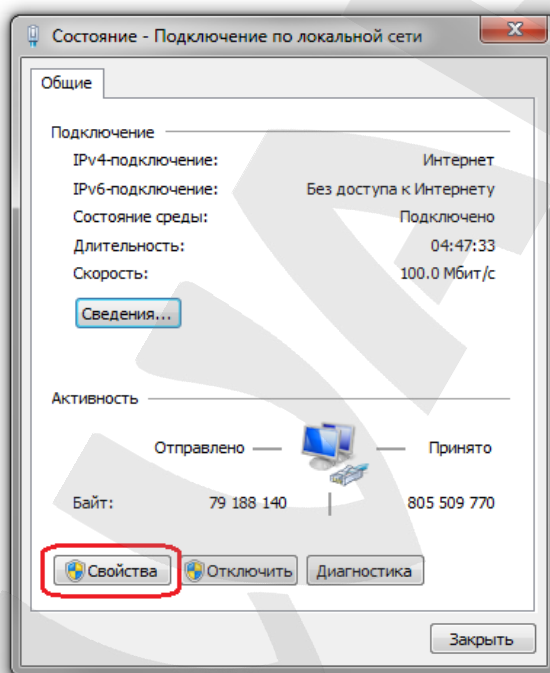 Состояние - Подключение по локальной сети
Общие
Подключение
IPv4-подключение: Интернет
IPv6-подключение: Без доступа к Интернету
Состояние среды: Подключено
Длительность: 04:47:33
Скорость: 100.0 Мбит/с
Сведения...
Активность
Отправлено — — Принято
Байт: 79 188 140 | 805 509 770
Свойства Отключить Диагностика
Закрыть